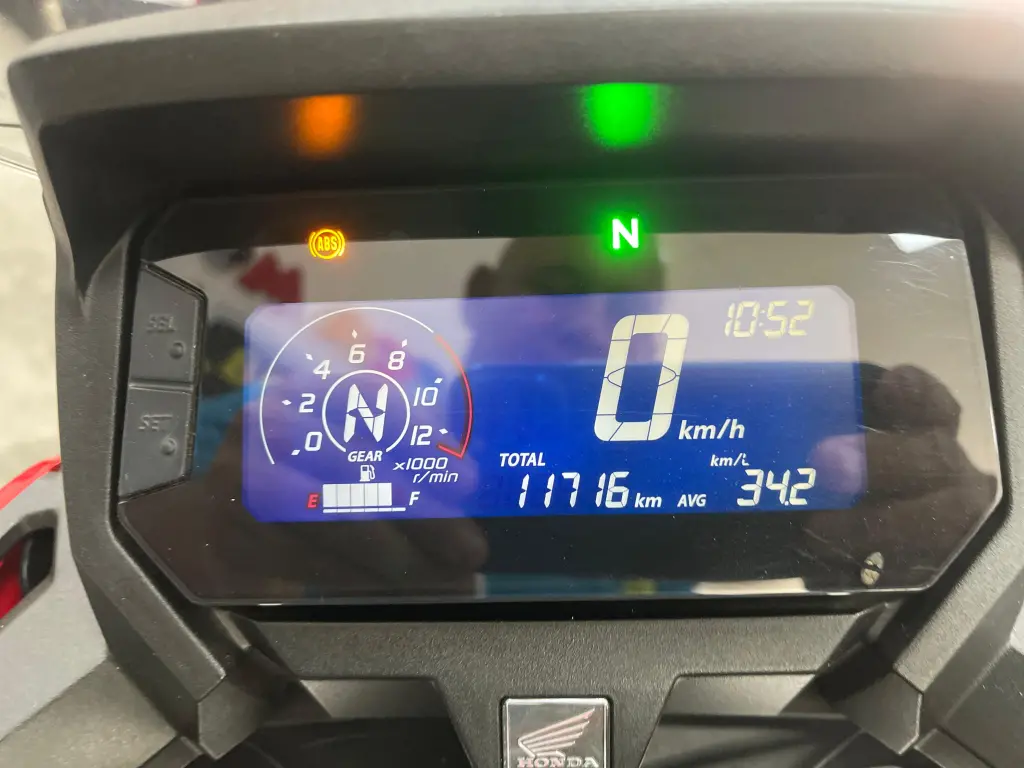 ABS
N
SEL
SET
10:52
0 km/h
0
2
4
6
8
10
12
N
GEAR
x1000
r/min
E F
TOTAL
11716 km
AVG
km/L
34.2
HONDA